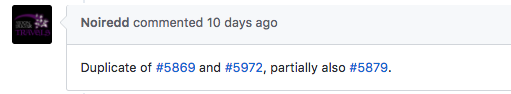 Noiredd commented 10 days ago
Duplicate of #5869 and #5972, partially also #5879.